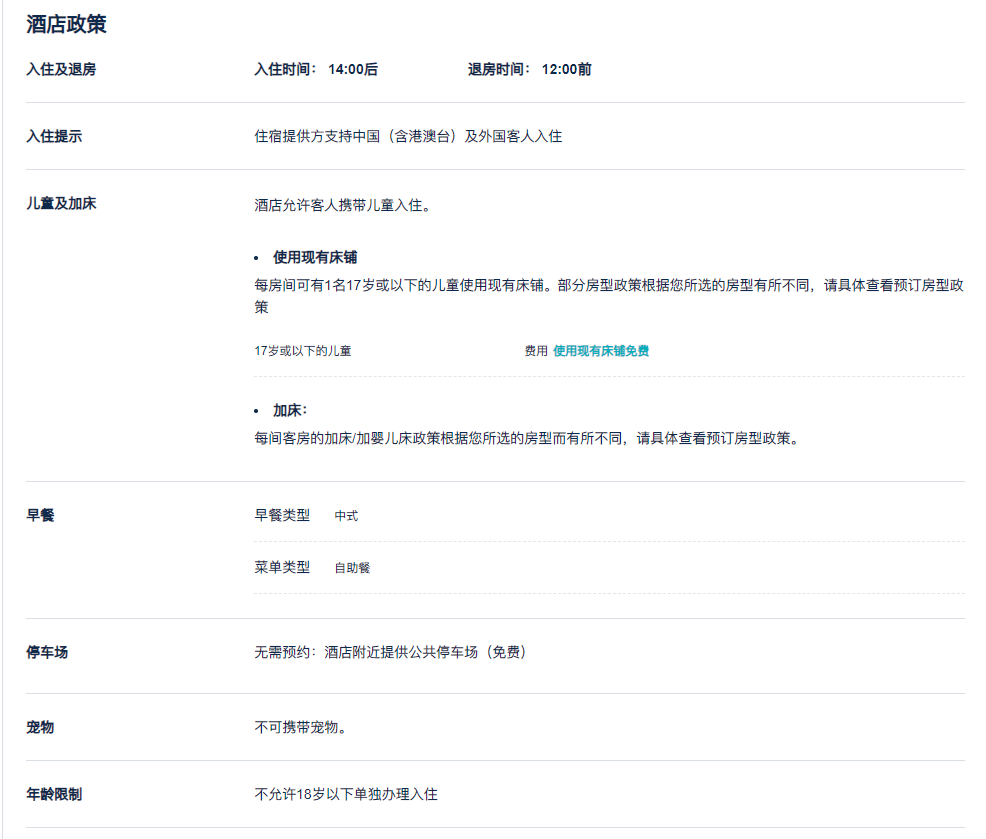 酒店政策
入住及退房 入住时间： 14:00后 退房时间： 12:00前
入住提示 住宿提供方支持中国（含港澳台）及外国客人入住
儿童及加床 酒店允许客人携带儿童入住。
• 使用现有床铺
每房间可有1名17岁或以下的儿童使用现有床铺。部分房型政策根据您所选的房型有所不同，请具体查看预订房型政
策
17岁或以下的儿童 费用 使用现有床铺免费
• 加床：
每间客房的加床/加婴儿床政策根据您所选的房型而有所不同，请具体查看预订房型政策。
早餐 早餐类型 中式
菜单类型 自助餐
停车场 无需预约：酒店附近提供公共停车场（免费）
宠物 不可携带宠物。
年龄限制 不允许18岁以下单独办理入住